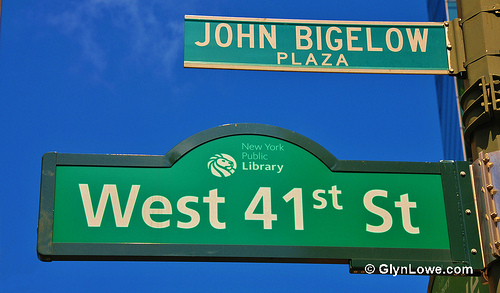 JOHN BIGELOW
PLAZA
New York
Public
Library
West 41st St
© GlynLowe.com